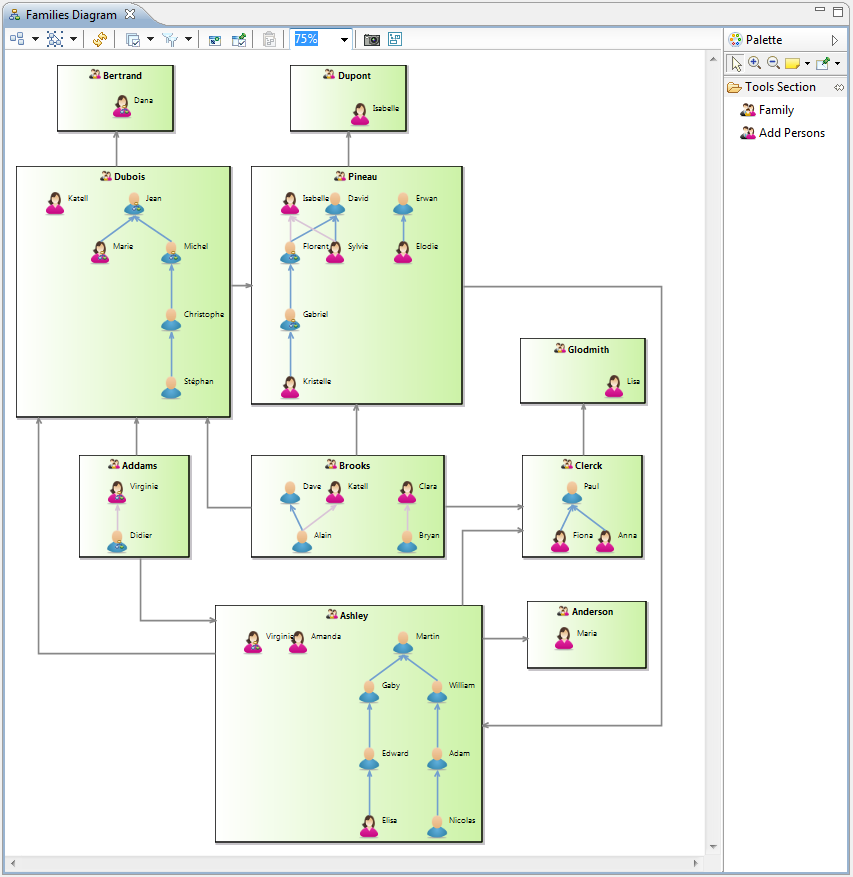 Families Diagram
75%
Palette
Tools Section
Family
Add Persons
Bertrand
Dana
Dupont
Isabelle
Dubois
Katell
Jean
Marie
Michel
Christophe
Stéphan
Pineau
Isabelle
David
Erwan
Florent
Sylvie
Elodie
Gabriel
Kristelle
Glodmith
Lisa
Addams
Virginie
Didier
Brooks
Dave
Katell
Clara
Alain
Bryan
Clerck
Paul
Fiona
Anna
Ashley
Virginie
Amanda
Martin
Gaby
William
Edward
Adam
Elisa
Nicolas
Anderson
Maria